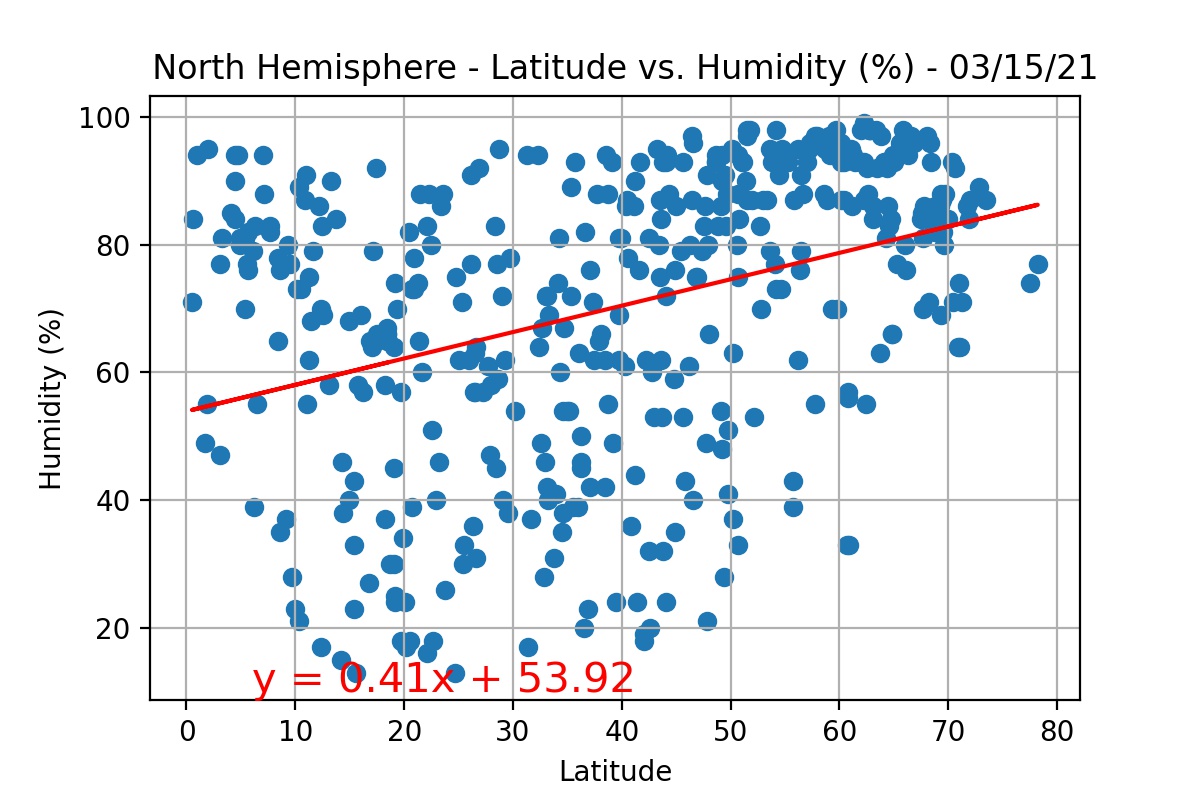 North Hemisphere - Latitude vs. Humidity (%) - 03/15/21
100
80
60
40
20
Humidity (%)
y = 0.41x + 53.92
0 10 20 30 40 50 60 70 80
Latitude